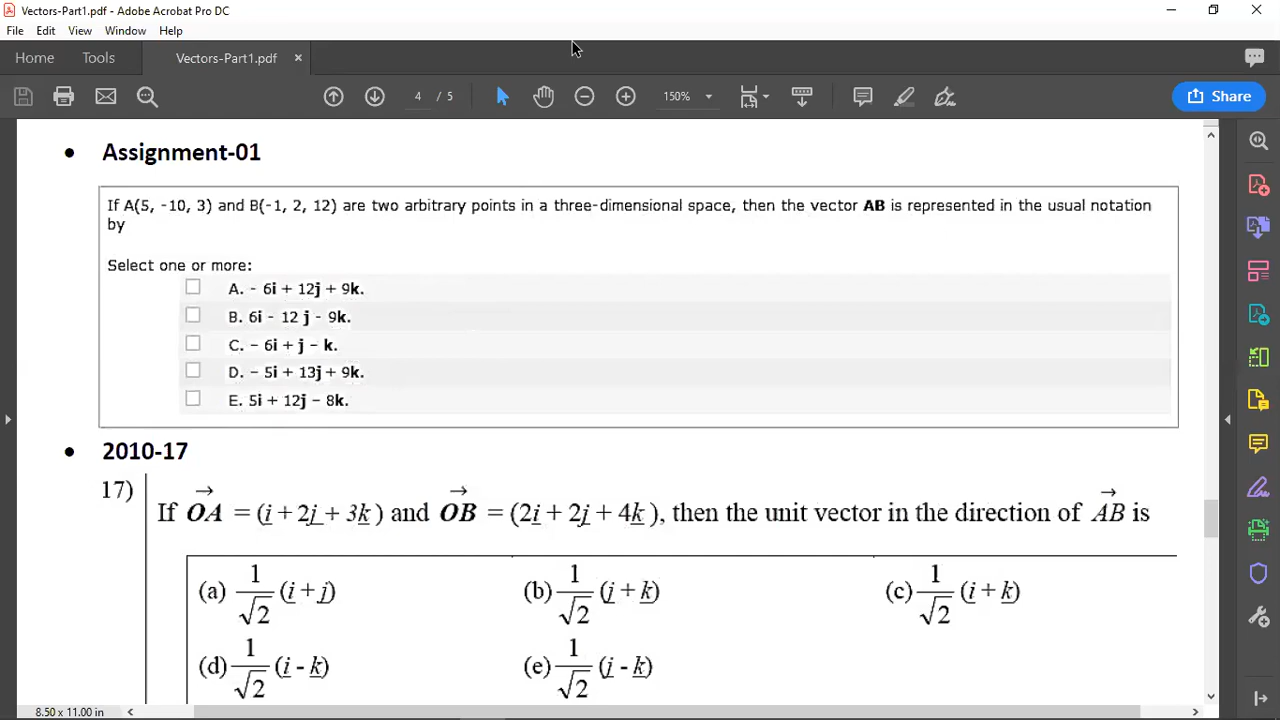 Vectors-Part1.pdf - Adobe Acrobat Pro DC
File Edit View Window Help
Home Tools Vectors-Part1.pdf ×
4 / 5 150% Share
• Assignment-01
If A(5, -10, 3) and B(-1, 2, 12) are two arbitrary points in a three-dimensional space, then the vector AB is represented in the usual notation
by
Select one or more:
A. - 6i + 12j + 9k.
B. 6i - 12 j - 9k.
C. - 6i + j - k.
D. - 5i + 13j + 9k.
E. 5i + 12j - 8k.
• 2010-17
17) If →OA = (i + 2j + 3k) and →OB = (2i + 2j + 4k), then the unit vector in the direction of →AB is
(a) 1/√2 (i + j) (b) 1/√2 (j + k) (c) 1/√2 (i + k)
(d) 1/√2 (i - k) (e) 1/√2 (j - k)
8.50 x 11.00 in